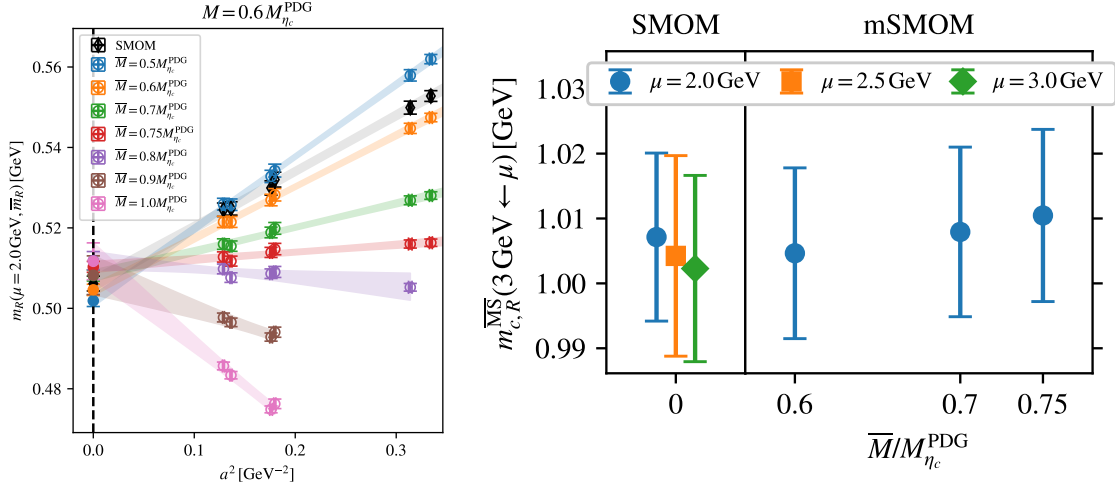 M = 0.6 M_{η_c}^{PDG}
SMOM
M̅ = 0.5M_{η_c}^{PDG}
M̅ = 0.6M_{η_c}^{PDG}
M̅ = 0.7M_{η_c}^{PDG}
M̅ = 0.75M_{η_c}^{PDG}
M̅ = 0.8M_{η_c}^{PDG}
M̅ = 0.9M_{η_c}^{PDG}
M̅ = 1.0M_{η_c}^{PDG}
m_R(μ = 2.0 GeV, m̅_R) [GeV]
0.56
0.54
0.52
0.50
0.48
0.0 0.1 0.2 0.3
a² [GeV⁻²]
SMOM mSMOM
μ = 2.0 GeV μ = 2.5 GeV μ = 3.0 GeV
m_{c,R}^{M̅S̅}(3 GeV ← μ) [GeV]
1.03
1.02
1.01
1.00
0.99
0 0.6 0.7 0.75
M̅/M_{η_c}^{PDG}